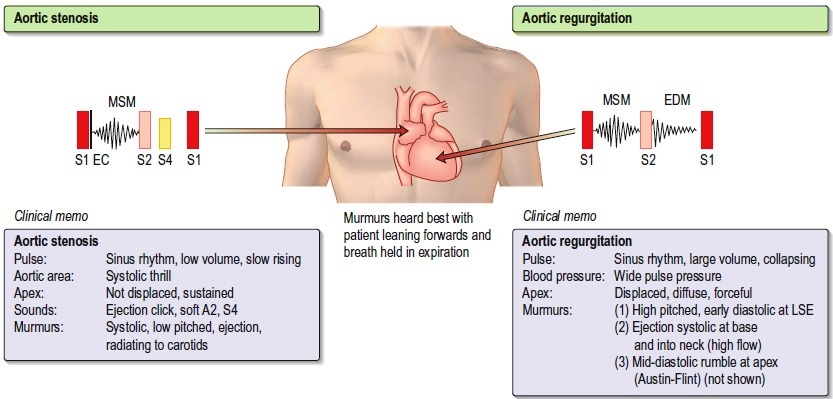 Aortic stenosis
MSM
S1 EC S2 S4 S1
Clinical memo
Aortic stenosis
Pulse: Sinus rhythm, low volume, slow rising
Aortic area: Systolic thrill
Apex: Not displaced, sustained
Sounds: Ejection click, soft A2, S4
Murmurs: Systolic, low pitched, ejection,
radiating to carotids
Murmurs heard best with
patient leaning forwards and
breath held in expiration
Aortic regurgitation
MSM EDM
S1 S2 S1
Clinical memo
Aortic regurgitation
Pulse: Sinus rhythm, large volume, collapsing
Blood pressure: Wide pulse pressure
Apex: Displaced, diffuse, forceful
Murmurs: (1) High pitched, early diastolic at LSE
(2) Ejection systolic at base
and into neck (high flow)
(3) Mid-diastolic rumble at apex
(Austin-Flint) (not shown)